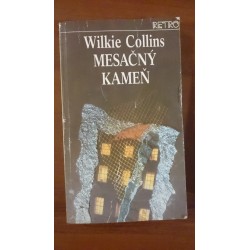 RETRO
Wilkie Collins
MESAČNÝ
KAMEŇ